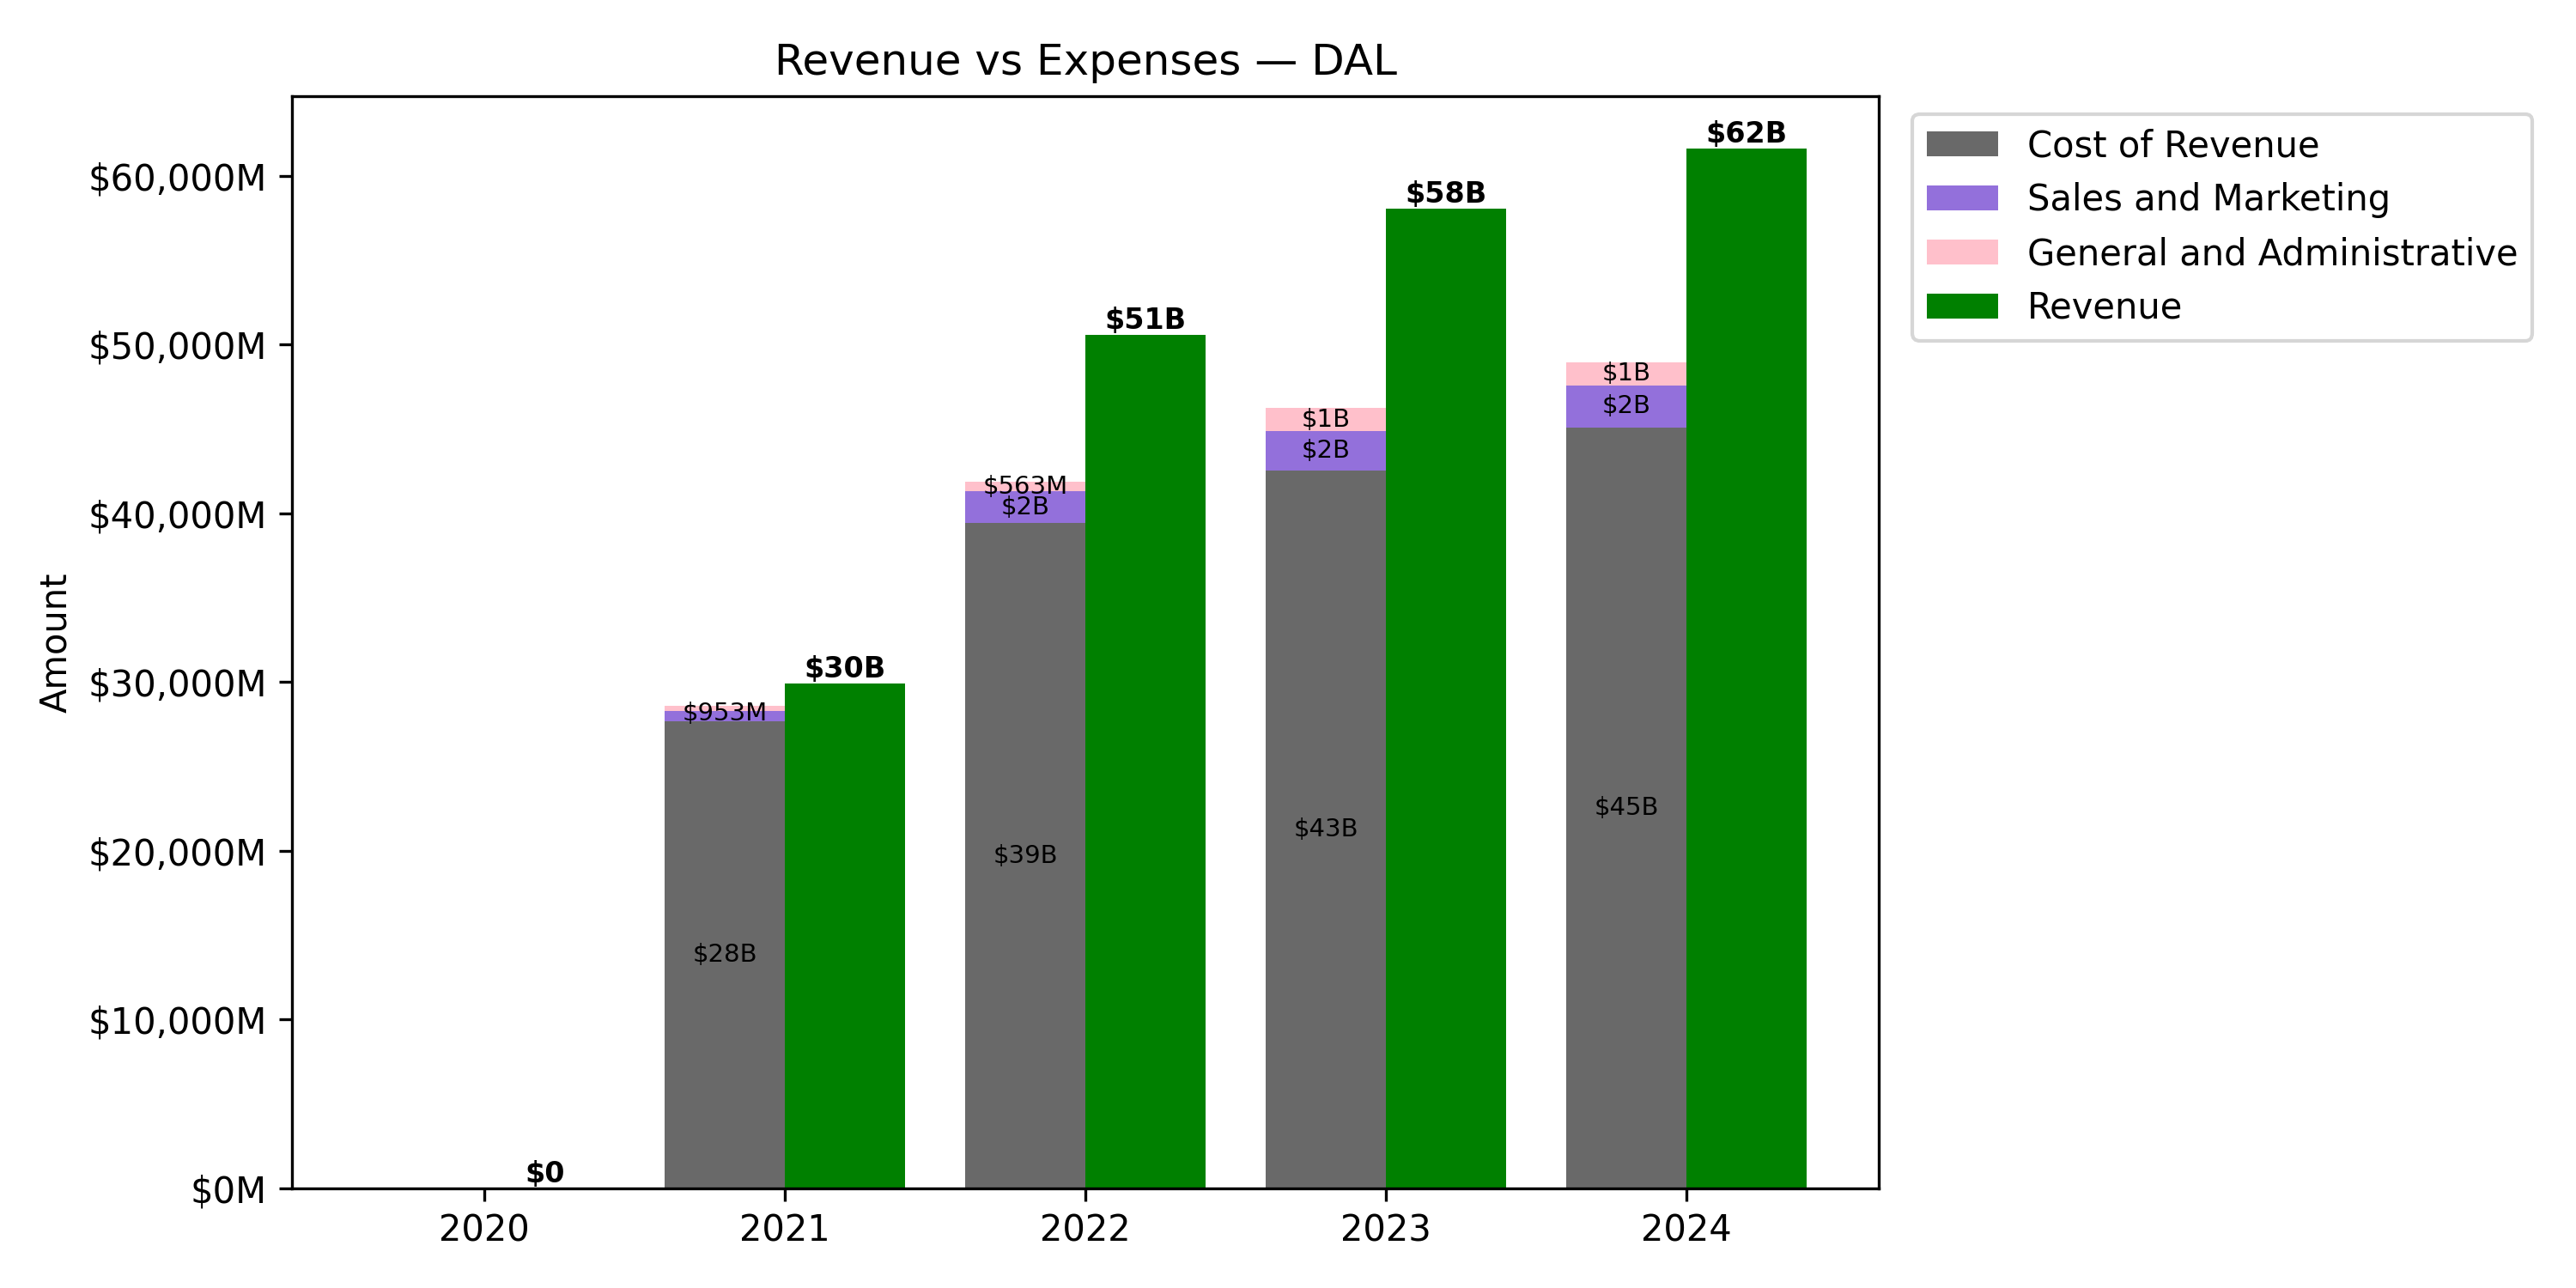 Revenue vs Expenses — DAL
Amount
$60,000M
$50,000M
$40,000M
$30,000M
$20,000M
$10,000M
$0M
$0
$953M
$28B
$30B
$563M
$2B
$39B
$51B
$1B
$2B
$43B
$58B
$1B
$2B
$45B
$62B
2020
2021
2022
2023
2024
Cost of Revenue
Sales and Marketing
General and Administrative
Revenue